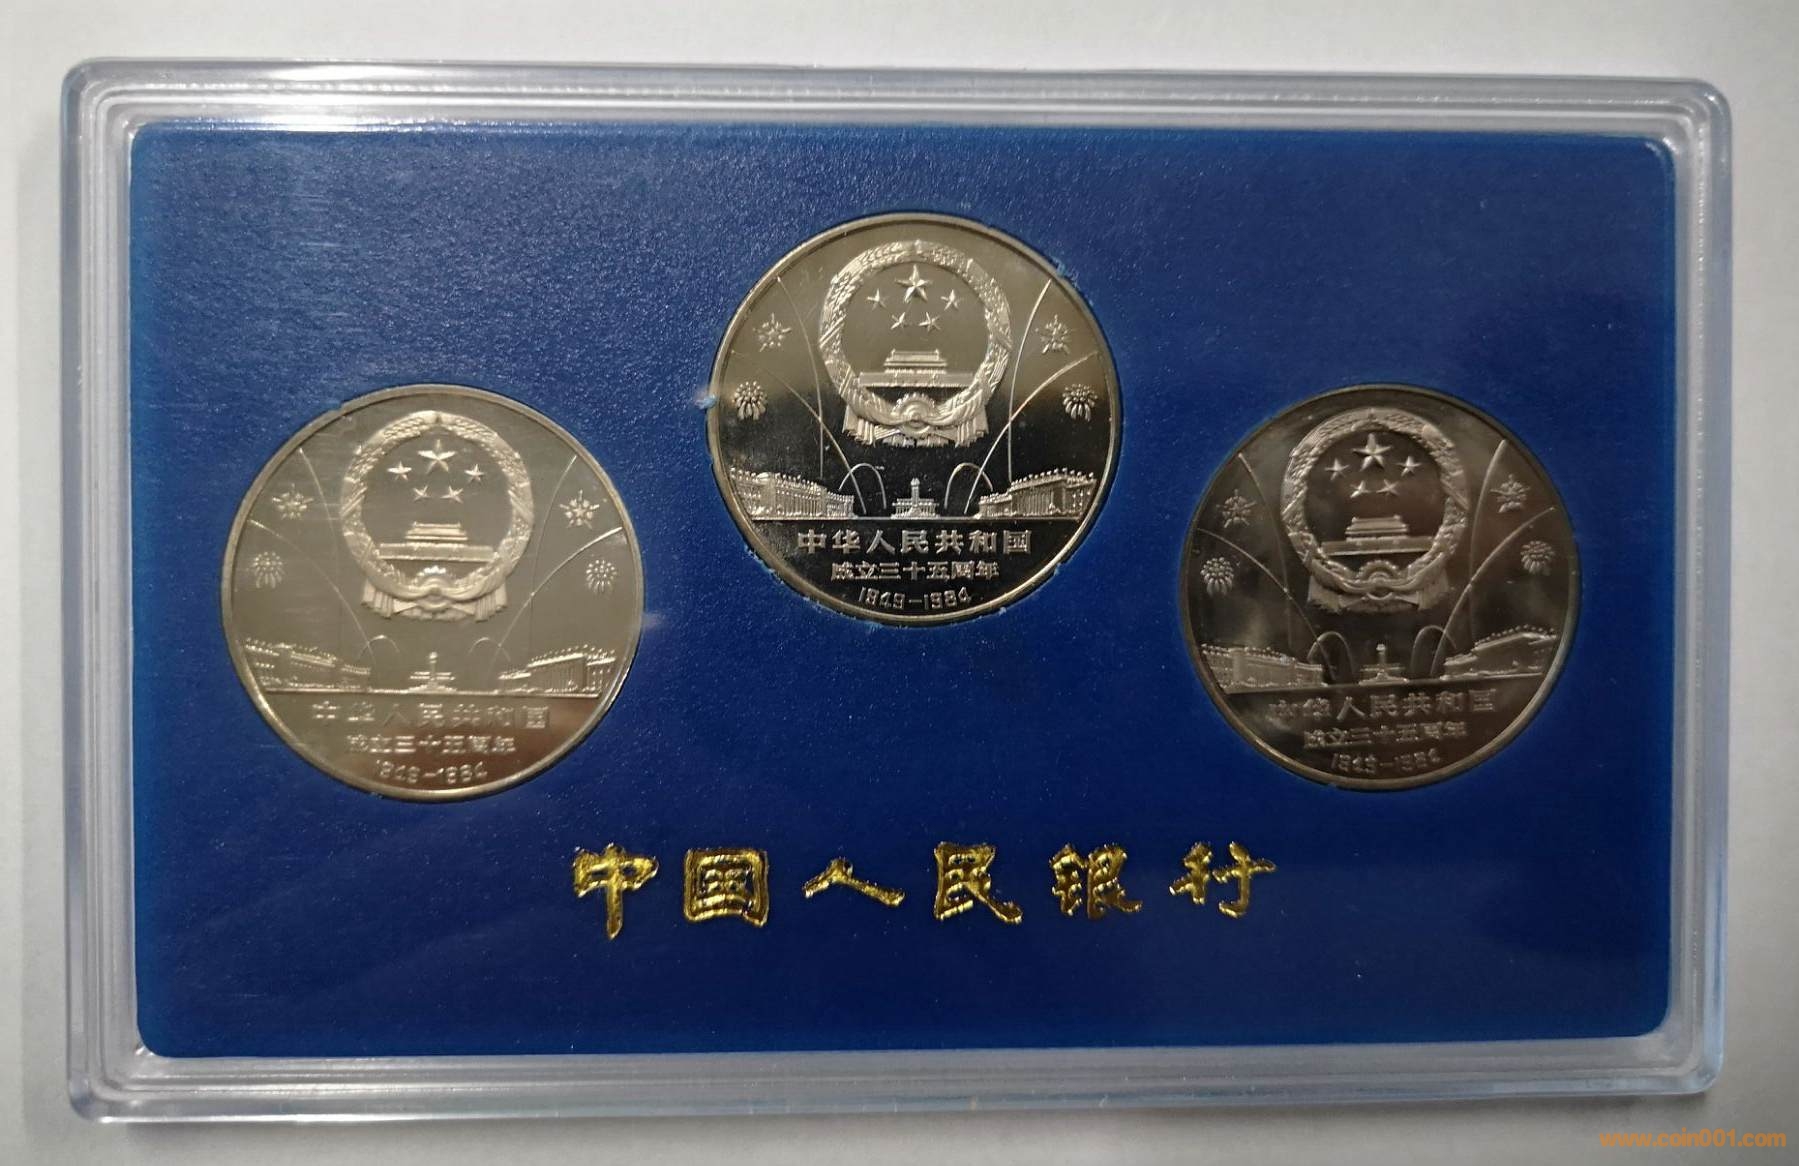 中华人民共和国
成立三十五周年
1949-1984
中华人民共和国
成立三十五周年
1949-1984
中华人民共和国
成立三十五周年
1949-1984
中国人民银行
www.coin001.com